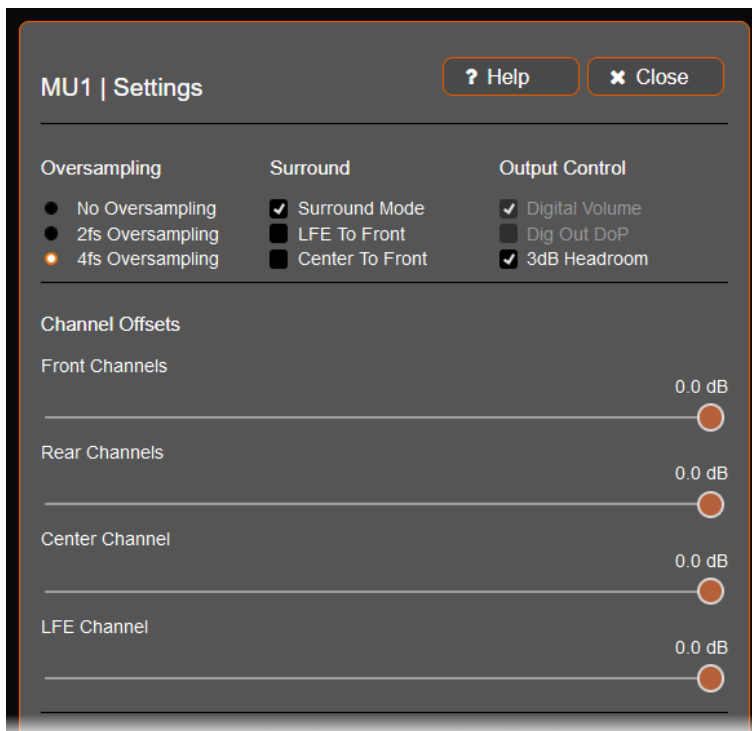 MU1 | Settings
? Help
✖ Close
Oversampling
No Oversampling
2fs Oversampling
4fs Oversampling
Surround
Surround Mode
LFE To Front
Center To Front
Output Control
Digital Volume
Dig Out DoP
3dB Headroom
Channel Offsets
Front Channels
0.0 dB
Rear Channels
0.0 dB
Center Channel
0.0 dB
LFE Channel
0.0 dB